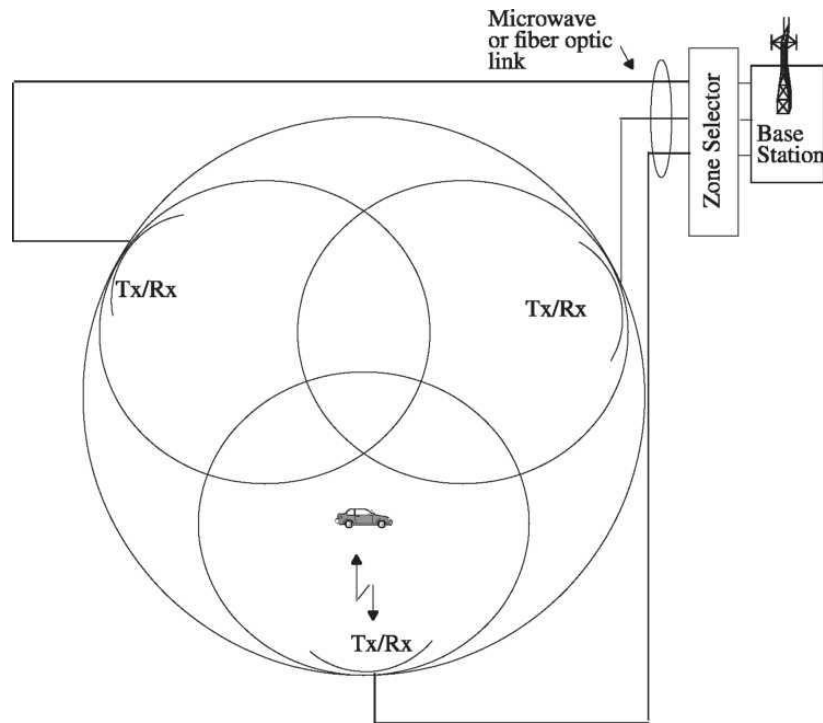 Microwave
or fiber optic
link
Zone Selector
Base
Station
Tx/Rx
Tx/Rx
Tx/Rx